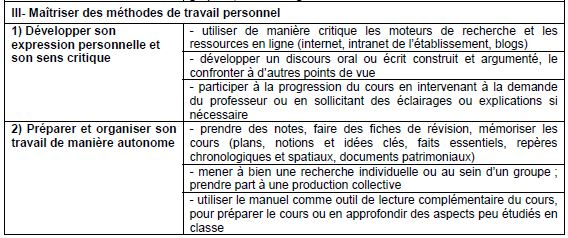 III- Maîtriser des méthodes de travail personnel
1) Développer son
expression personnelle et
son sens critique
- utiliser de manière critique les moteurs de recherche et les
ressources en ligne (internet, intranet de l'établissement, blogs)
- développer un discours oral ou écrit construit et argumenté, le
confronter à d'autres points de vue
- participer à la progression du cours en intervenant à la demande
du professeur ou en sollicitant des éclairages ou explications si
nécessaire
2) Préparer et organiser son
travail de manière autonome
- prendre des notes, faire des fiches de révision, mémoriser les
cours (plans, notions et idées clés, faits essentiels, repères
chronologiques et spatiaux, documents patrimoniaux)
- mener à bien une recherche individuelle ou au sein d'un groupe ;
prendre part à une production collective
- utiliser le manuel comme outil de lecture complémentaire du cours,
pour préparer le cours ou en approfondir des aspects peu étudiés en
classe